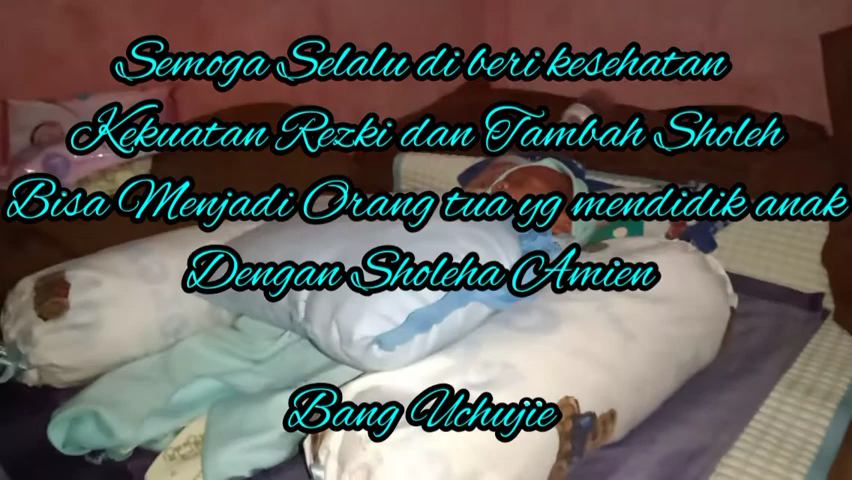 Semoga Selalu di beri kesehatan
Kekuatan Rezki dan Tambah Sholeh
Bisa Menjadi Orang tua yg mendidik anak
Dengan Sholeha Amien
Bang Uchujie